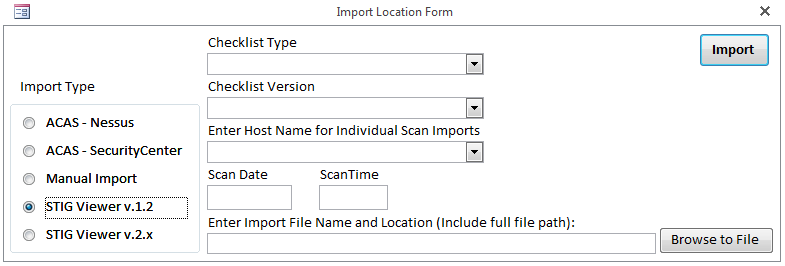 Import Location Form
Checklist Type
Import
Import Type
Checklist Version
ACAS - Nessus
Enter Host Name for Individual Scan Imports
ACAS - SecurityCenter
Manual Import
Scan Date
ScanTime
STIG Viewer v.1.2
Enter Import File Name and Location (Include full file path):
STIG Viewer v.2.x
Browse to File